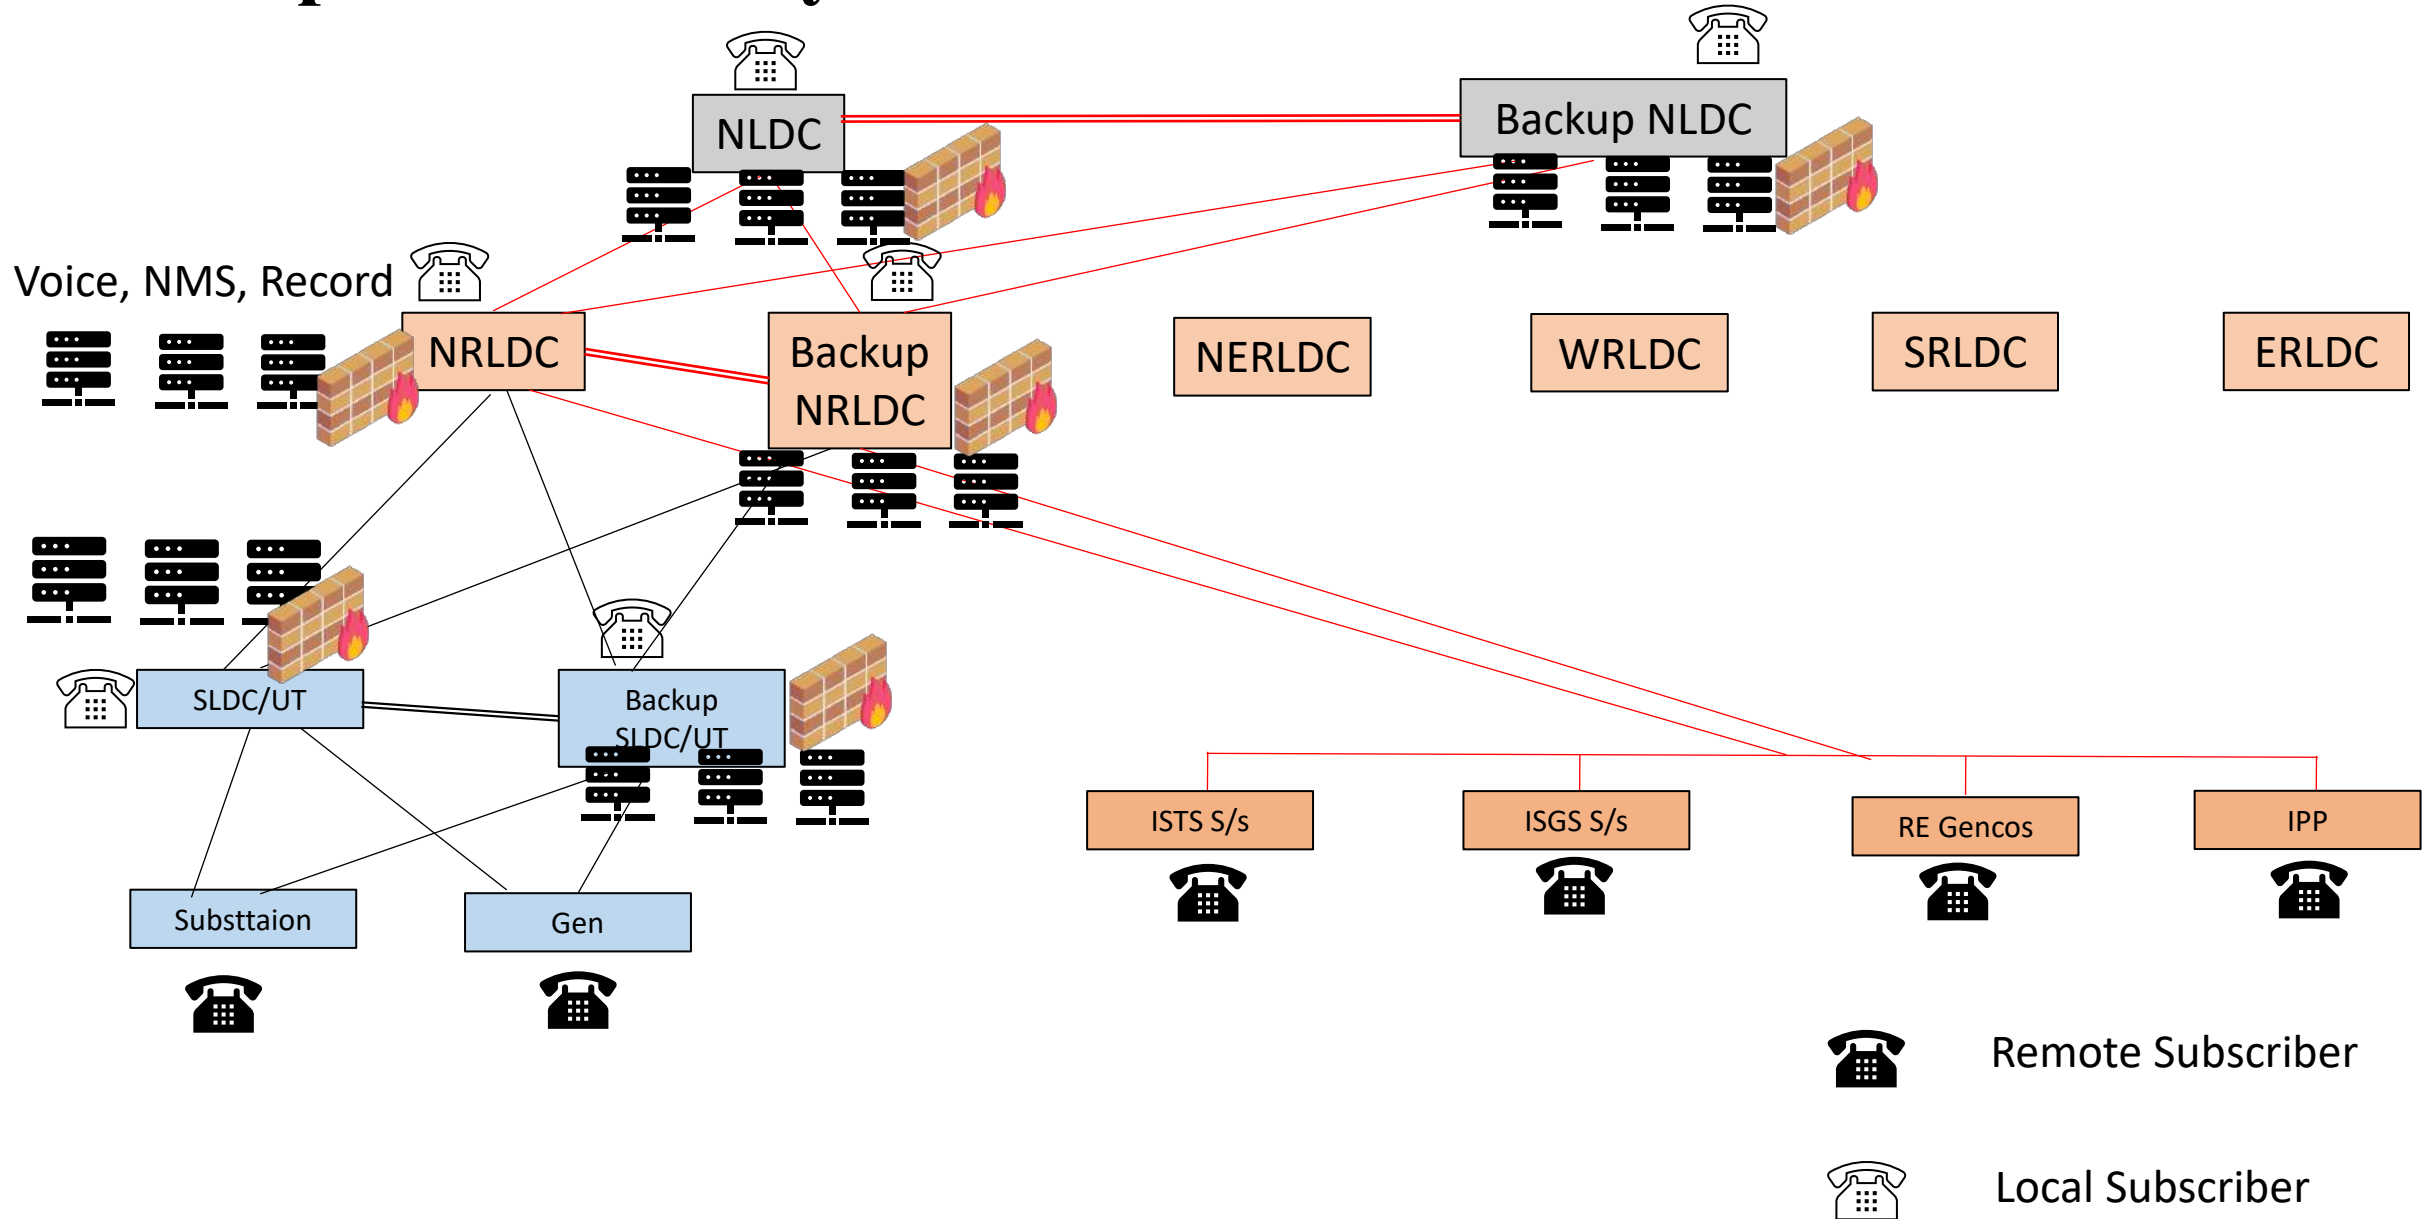 NLDC
Backup NLDC
Voice, NMS, Record
NRLDC
Backup
NRLDC
NERLDC
WRLDC
SRLDC
ERLDC
SLDC/UT
Backup
SLDC/UT
ISTS S/s
ISGS S/s
RE Gencos
IPP
Substtaion
Gen
Remote Subscriber
Local Subscriber